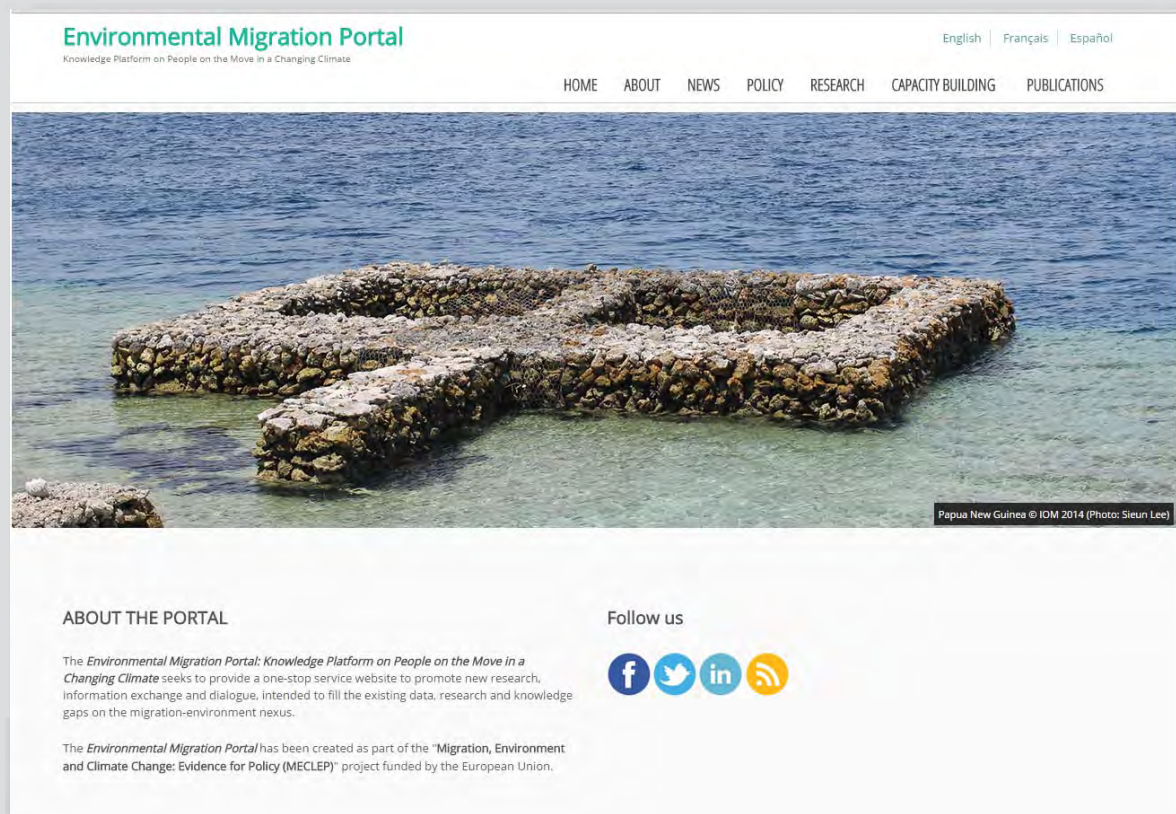 Environmental Migration Portal
Knowledge Platform on People on the Move in a Changing Climate
English Français Español
HOME ABOUT NEWS POLICY RESEARCH CAPACITY BUILDING PUBLICATIONS
Papua New Guinea © IOM 2014 (Photo: Sieun Lee)
ABOUT THE PORTAL
The Environmental Migration Portal: Knowledge Platform on People on the Move in a
Changing Climate seeks to provide a one-stop service website to promote new research,
information exchange and dialogue, intended to fill the existing data, research and knowledge
gaps on the migration-environment nexus.
The Environmental Migration Portal has been created as part of the "Migration, Environment
and Climate Change: Evidence for Policy (MECLEP)" project funded by the European Union.
Follow us
f
in